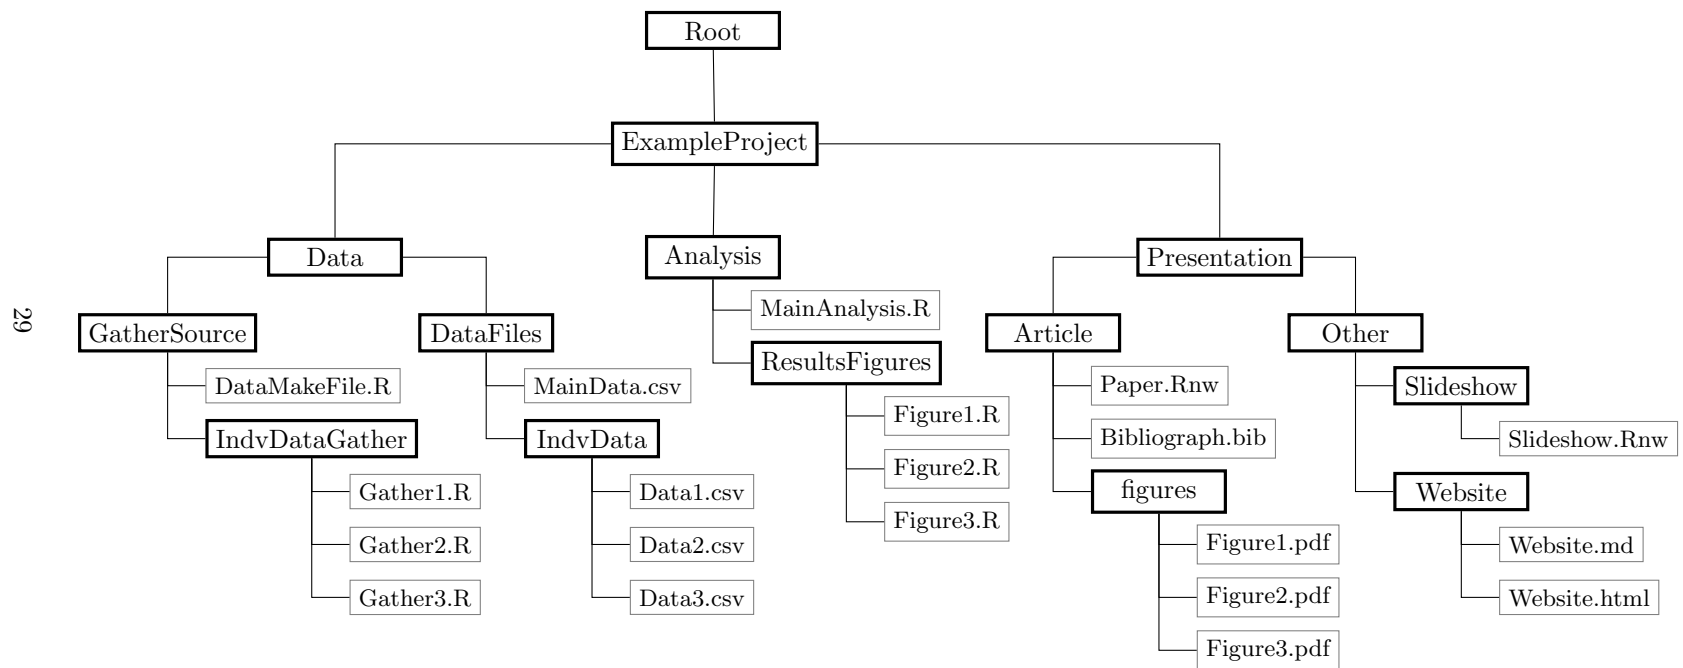 Root
ExampleProject
Data
Analysis
Presentation
MainAnalysis.R
29
GatherSource
DataFiles
Article
Other
ResultsFigures
DataMakeFile.R
MainData.csv
Paper.Rnw
Slideshow
Figure1.R
IndvDataGather
IndvData
Bibliograph.bib
Slideshow.Rnw
Figure2.R
Gather1.R
Data1.csv
figures
Website
Figure3.R
Gather2.R
Data2.csv
Figure1.pdf
Website.md
Gather3.R
Data3.csv
Figure2.pdf
Website.html
Figure3.pdf